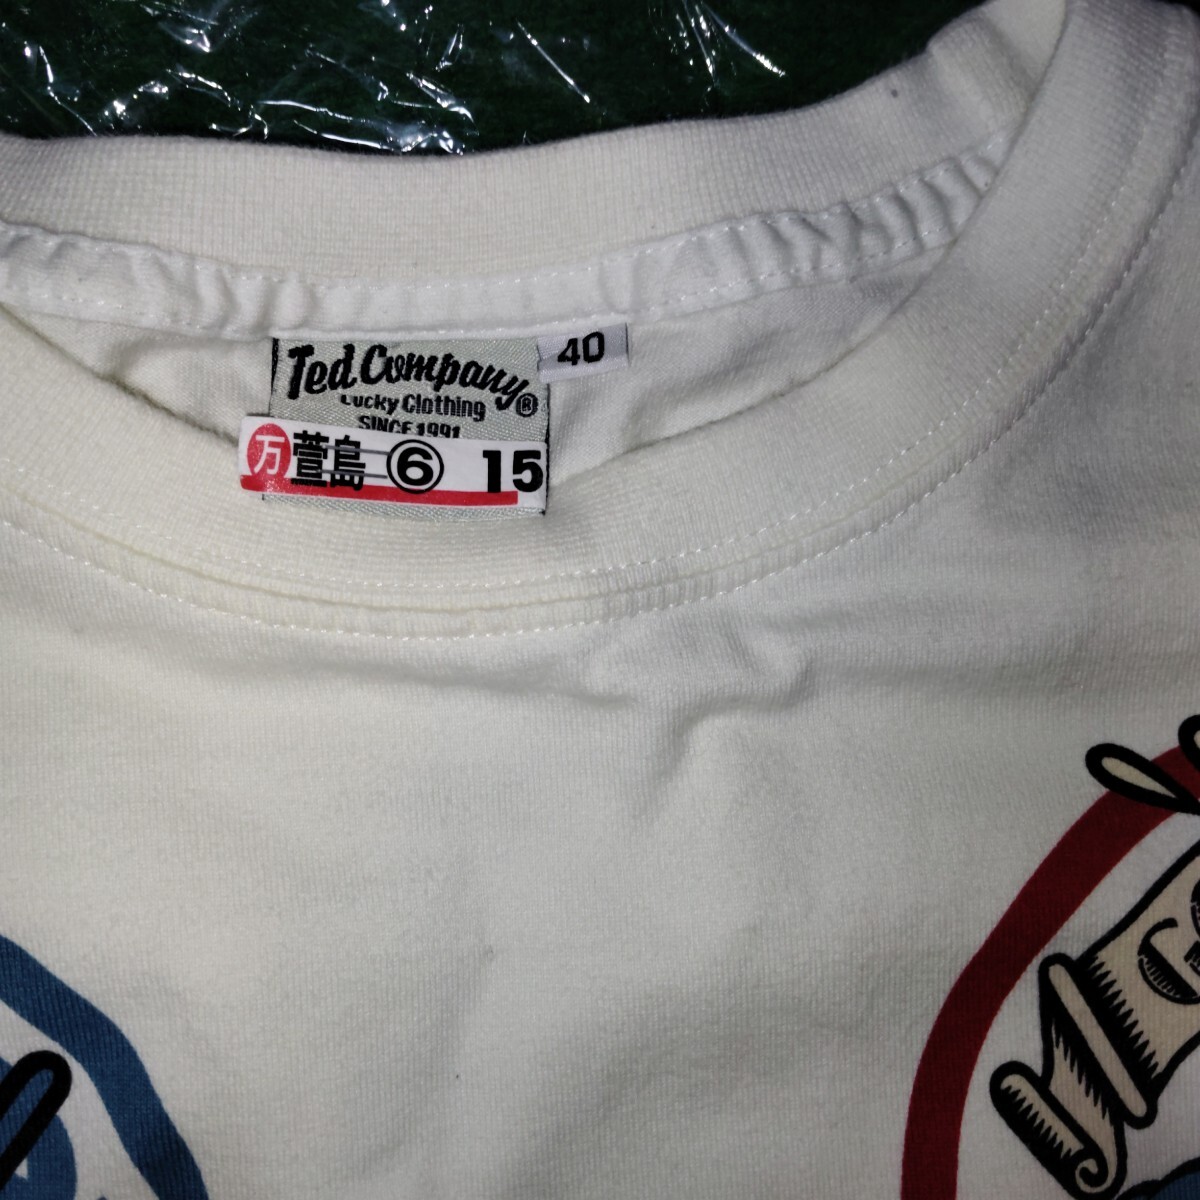 Ted Company®
40
Lucky Clothing
SINCE 1991
万 萱島 ⑥ 15